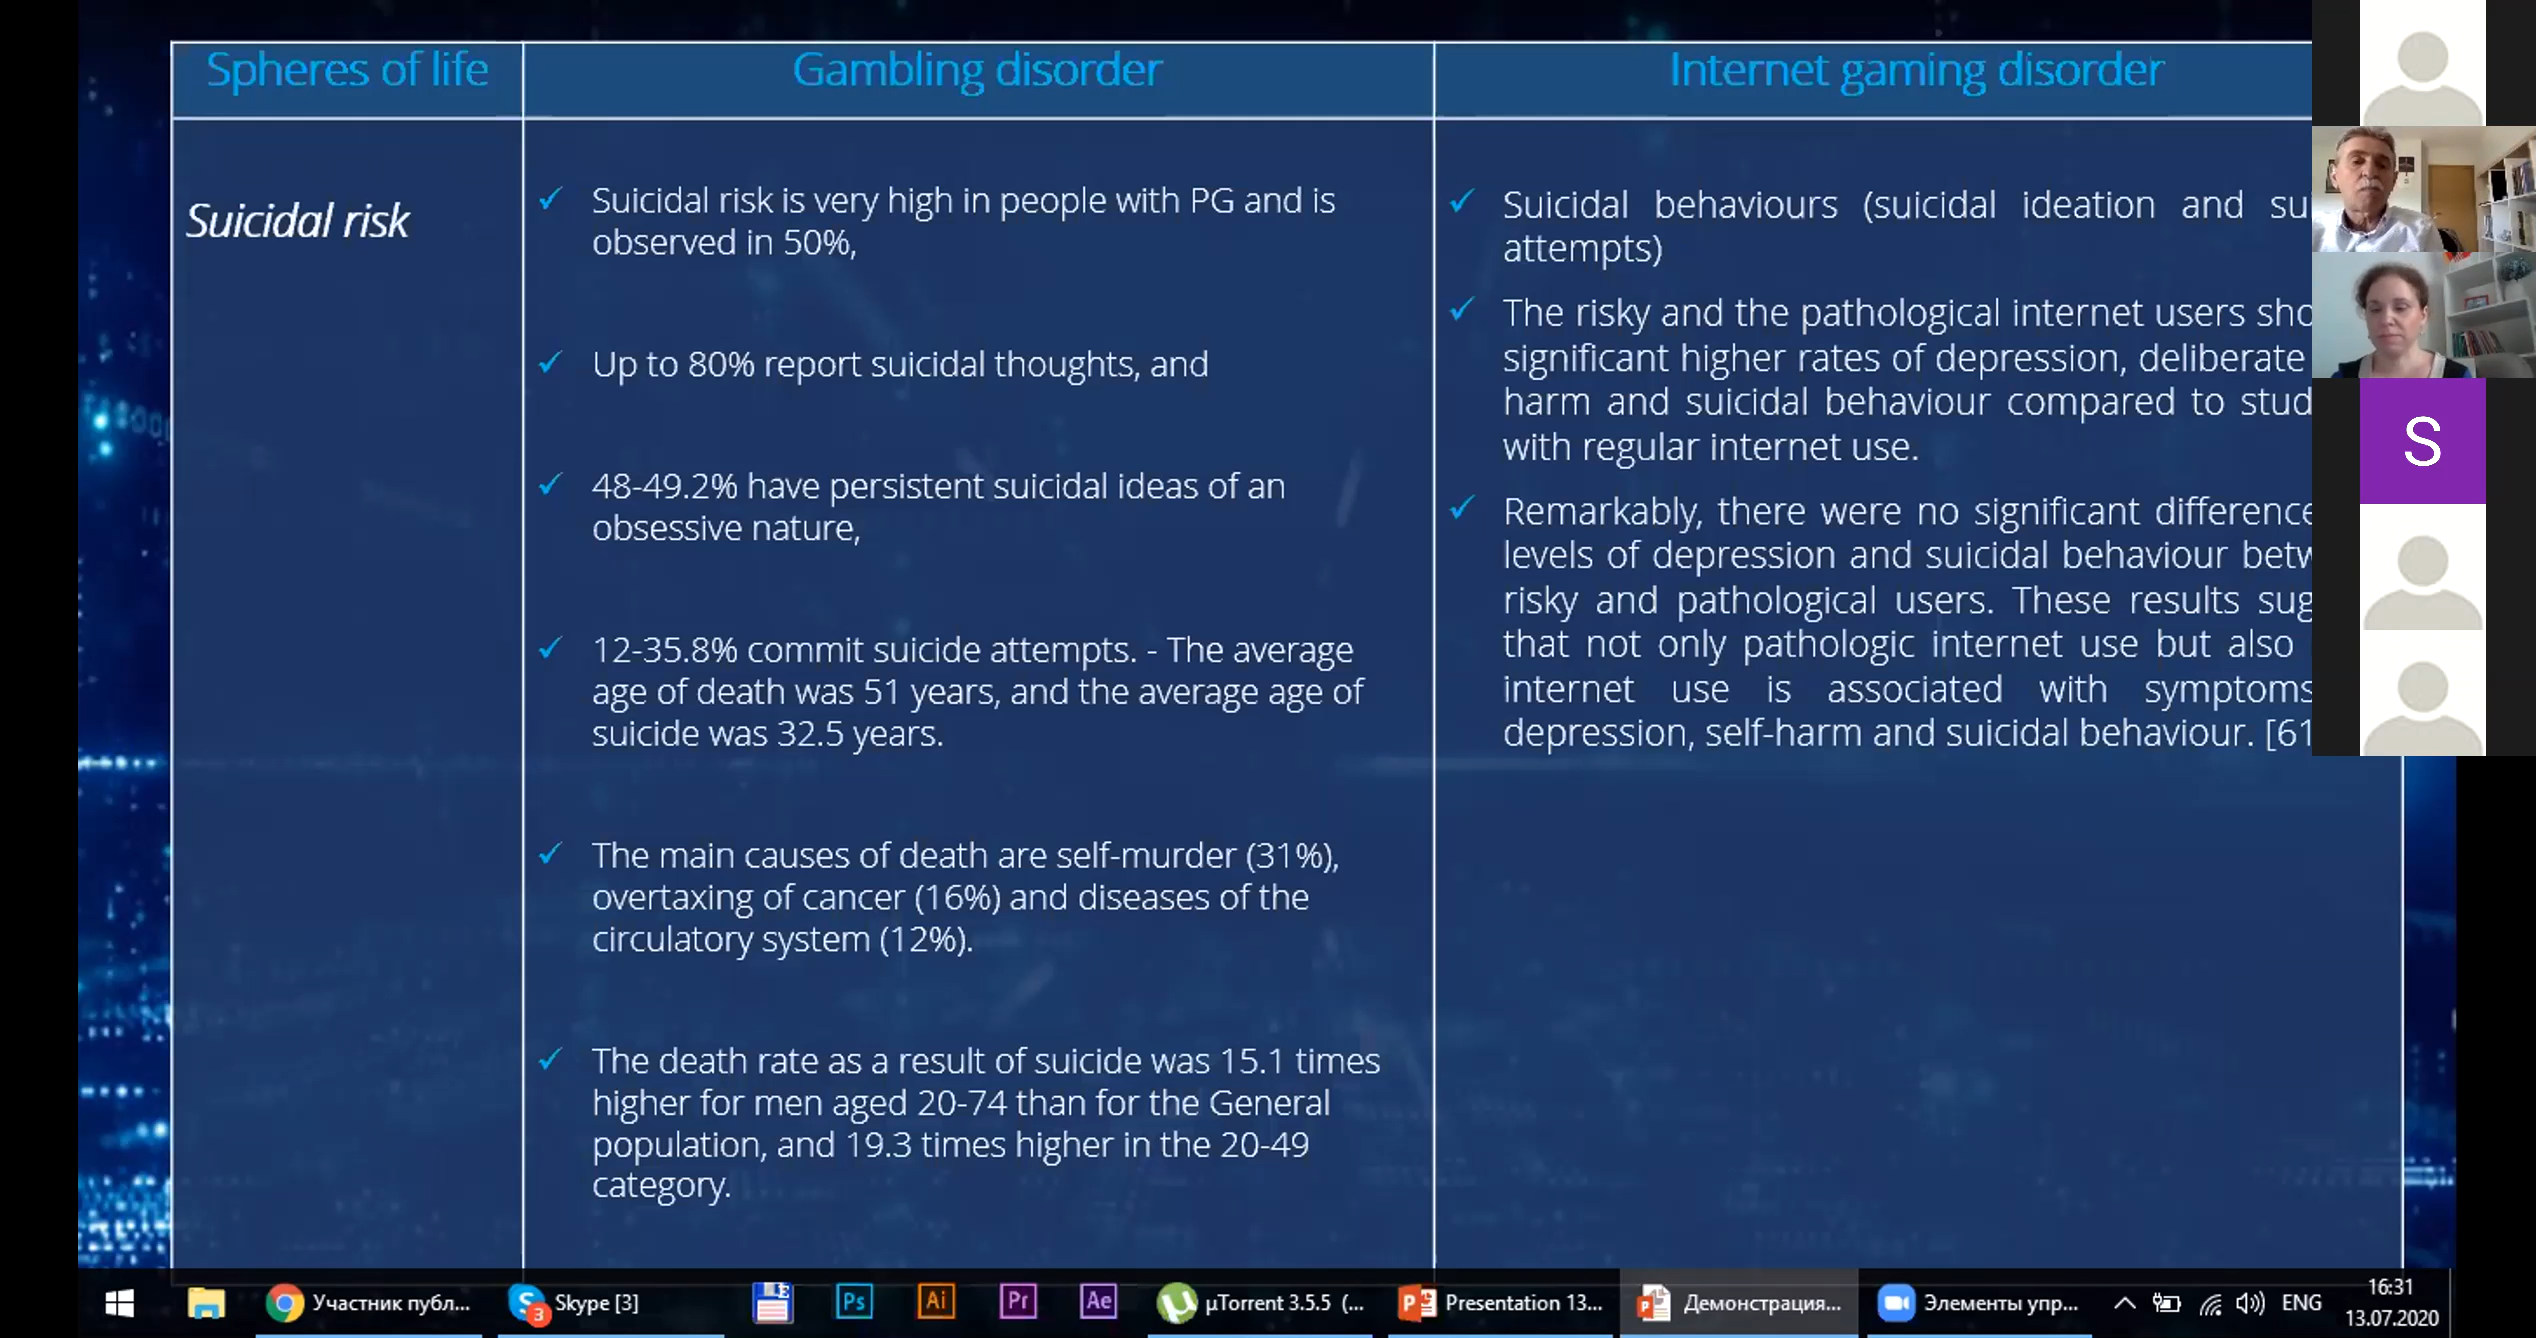 Spheres of life
Gambling disorder
Internet gaming disorder
Suicidal risk
Suicidal risk is very high in people with PG and is
observed in 50%,
Up to 80% report suicidal thoughts, and
48-49.2% have persistent suicidal ideas of an
obsessive nature,
12-35.8% commit suicide attempts. - The average
age of death was 51 years, and the average age of
suicide was 32.5 years.
The main causes of death are self-murder (31%),
overtaxing of cancer (16%) and diseases of the
circulatory system (12%).
The death rate as a result of suicide was 15.1 times
higher for men aged 20-74 than for the General
population, and 19.3 times higher in the 20-49
category.
Suicidal behaviours (suicidal ideation and
attempts)
The risky and the pathological internet users
significant higher rates of depression, deliberate
harm and suicidal behaviour compared to
with regular internet use.
Remarkably, there were no significant
levels of depression and suicidal behaviour
risky and pathological users. These results
that not only pathologic internet use but also
internet use is associated with symptoms
depression, self-harm and suicidal behaviour. [61
S
Участник публ...
3
Skype [3]
Ps
Ai
Pr
Ae
µTorrent 3.5.5 (...
Presentation 13...
Демонстрация...
Элементы упр...
ENG
16:31
13.07.2020